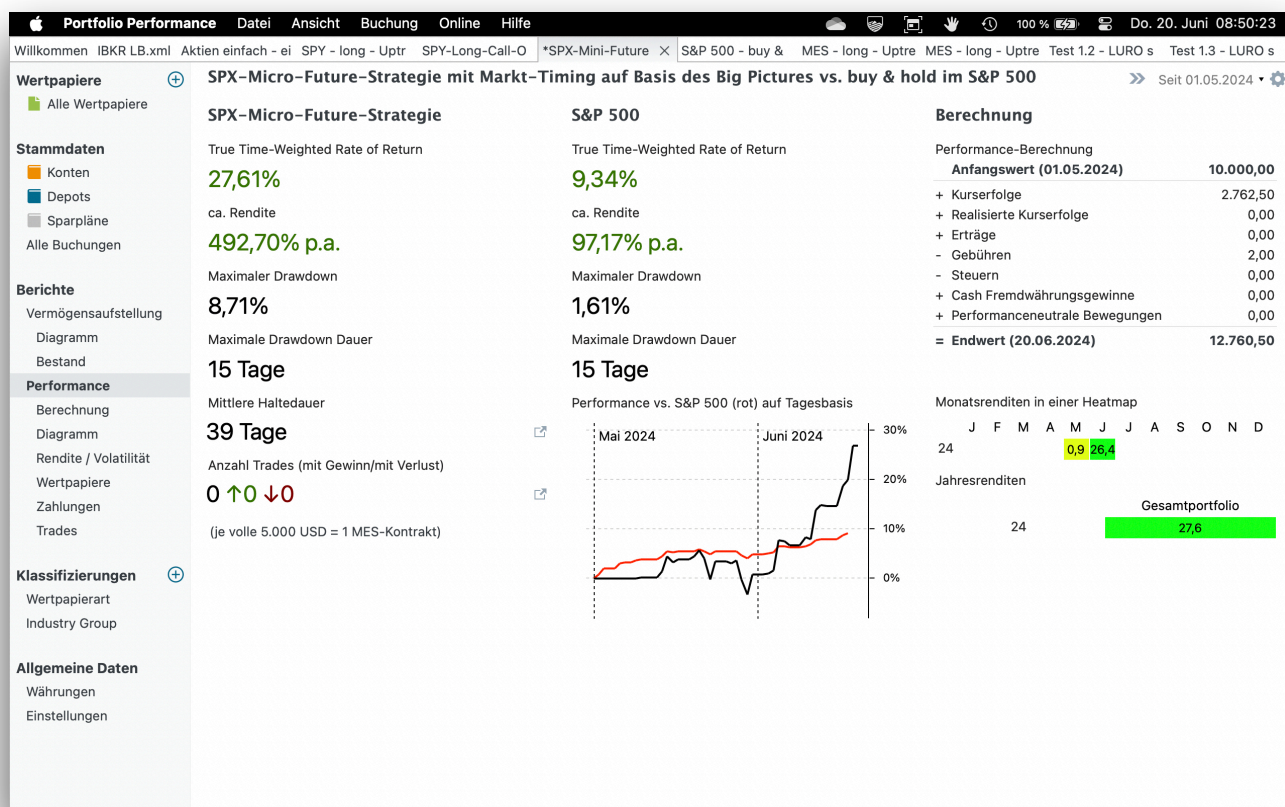 Portfolio Performance Datei Ansicht Buchung Online Hilfe 100 % Do. 20. Juni 08:50:23
Willkommen IBKR LB.xml Aktien einfach - ei SPY - long - Uptr SPY-Long-Call-O *SPX-Mini-Future S&P 500 - buy & MES - long - Uptre MES - long - Uptre Test 1.2 - LURO s Test 1.3 - LURO s
Wertpapiere
Alle Wertpapiere
Stammdaten
Konten
Depots
Sparpläne
Alle Buchungen
Berichte
Vermögensaufstellung
Diagramm
Bestand
Performance
Berechnung
Diagramm
Rendite / Volatilität
Wertpapiere
Zahlungen
Trades
Klassifizierungen
Wertpapierart
Industry Group
Allgemeine Daten
Währungen
Einstellungen
SPX-Micro-Future-Strategie mit Markt-Timing auf Basis des Big Pictures vs. buy & hold im S&P 500
Seit 01.05.2024
SPX-Micro-Future-Strategie
True Time-Weighted Rate of Return
27,61%
ca. Rendite
492,70% p.a.
Maximaler Drawdown
8,71%
Maximale Drawdown Dauer
15 Tage
Mittlere Haltedauer
39 Tage
Anzahl Trades (mit Gewinn/mit Verlust)
0 ↑0 ↓0
(je volle 5.000 USD = 1 MES-Kontrakt)
S&P 500
True Time-Weighted Rate of Return
9,34%
ca. Rendite
97,17% p.a.
Maximaler Drawdown
1,61%
Maximale Drawdown Dauer
15 Tage
Performance vs. S&P 500 (rot) auf Tagesbasis
Mai 2024 Juni 2024
30%
20%
10%
0%
Berechnung
Performance-Berechnung
Anfangswert (01.05.2024) 10.000,00
+ Kurserfolge 2.762,50
+ Realisierte Kurserfolge 0,00
+ Erträge 0,00
- Gebühren 2,00
- Steuern 0,00
+ Cash Fremdwährungsgewinne 0,00
+ Performanceneutrale Bewegungen 0,00
= Endwert (20.06.2024) 12.760,50
Monatsrenditen in einer Heatmap
J F M A M J J A S O N D
24 0,9 26,4
Jahresrenditen
Gesamtportfolio
24 27,6